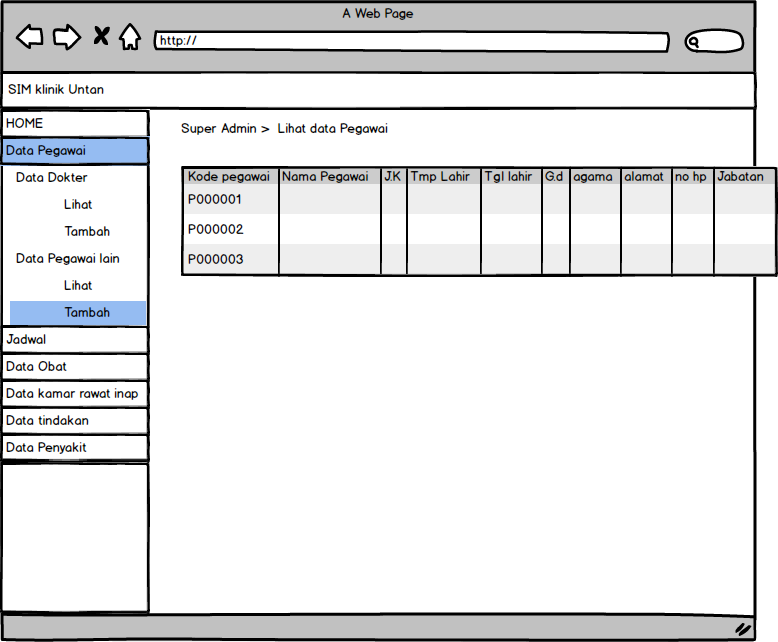 A Web Page
http://
SIM klinik Untan
HOME
Data Pegawai
Data Dokter
Lihat
Tambah
Data Pegawai lain
Lihat
Tambah
Jadwal
Data Obat
Data kamar rawat inap
Data tindakan
Data Penyakit
Super Admin > Lihat data Pegawai
Kode pegawai Nama Pegawai J.K Tmp Lahir Tgl lahir G.d agama alamat no hp Jabatan
P000001
P000002
P000003